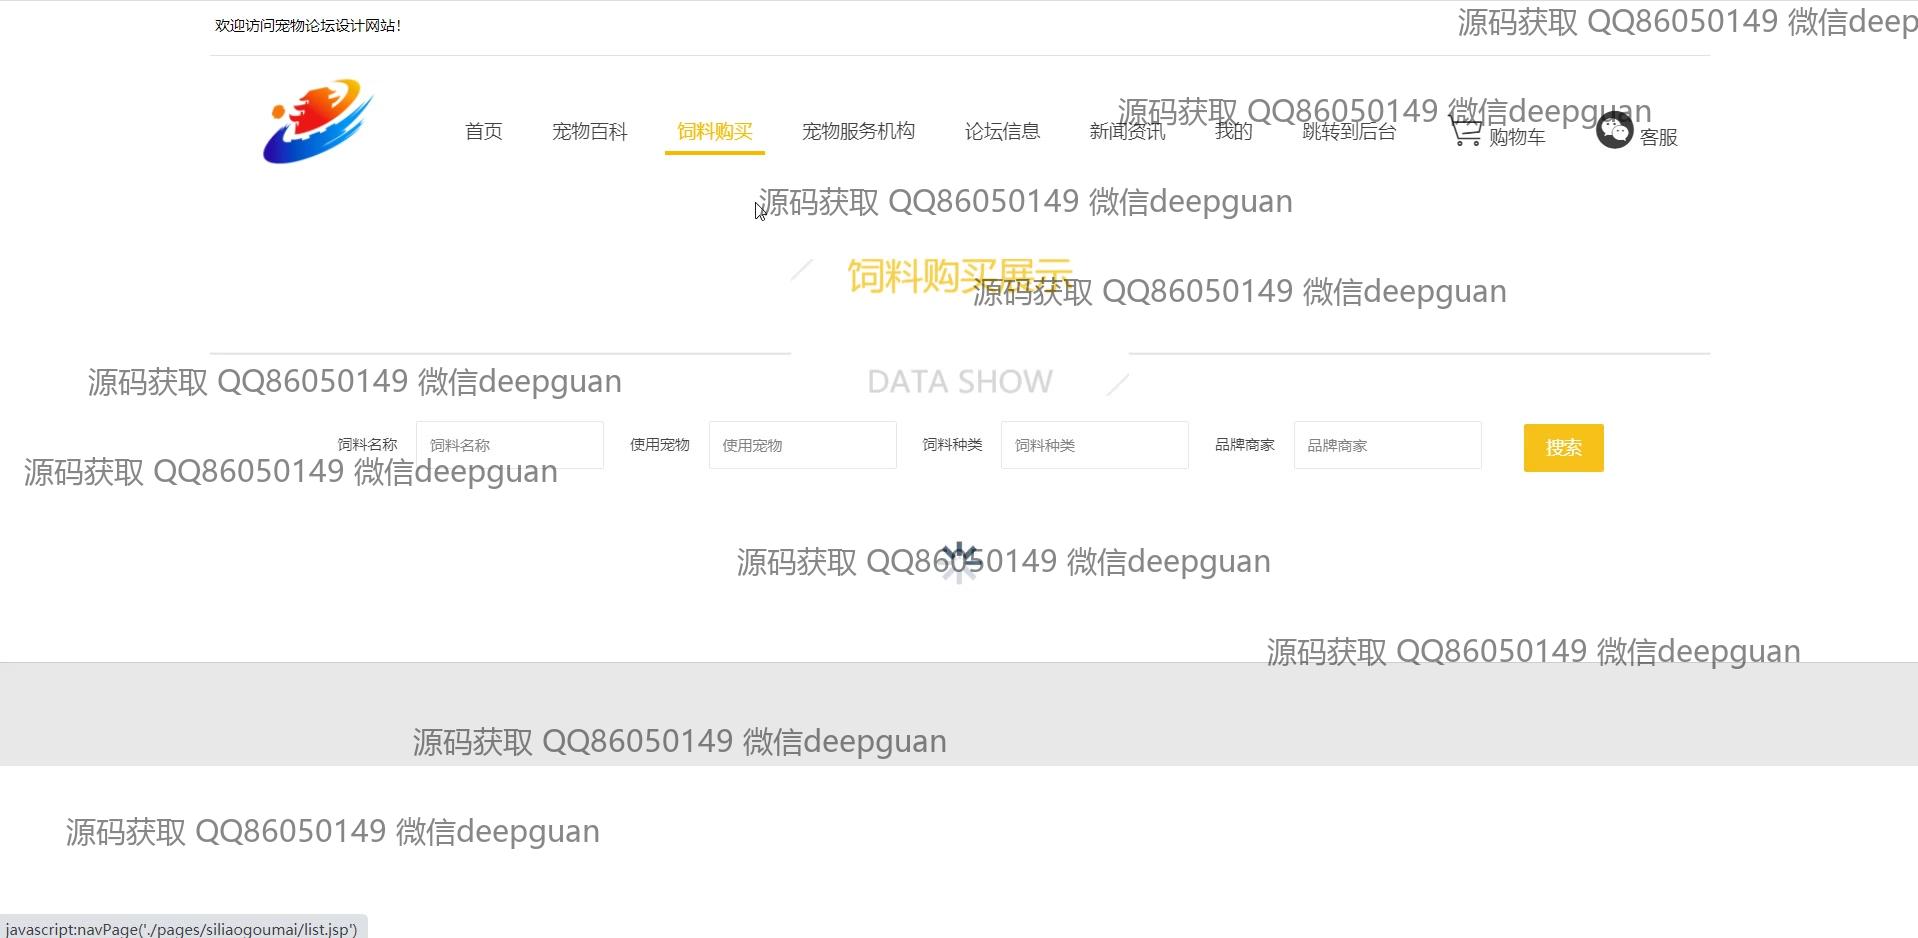 欢迎访问宠物论坛设计网站!
源码获取 QQ86050149 微信deep
源码获取 QQ86050149 微信deepguan
首页 宠物百科 饲料购买 宠物服务机构 论坛信息 新闻资讯 我的 跳转到后台 购物车 客服
源码获取 QQ86050149 微信deepguan
饲料购买展示
源码获取 QQ86050149 微信deepguan
DATA SHOW
源码获取 QQ86050149 微信deepguan
饲料名称 饲料名称 使用宠物 使用宠物 饲料种类 饲料种类 品牌商家 品牌商家 搜索
源码获取 QQ86050149 微信deepguan
源码获取 QQ86050149 微信deepguan
源码获取 QQ86050149 微信deepguan
源码获取 QQ86050149 微信deepguan
源码获取 QQ86050149 微信deepguan
javascript:navPage('./pages/siliaogoumai/list.jsp')